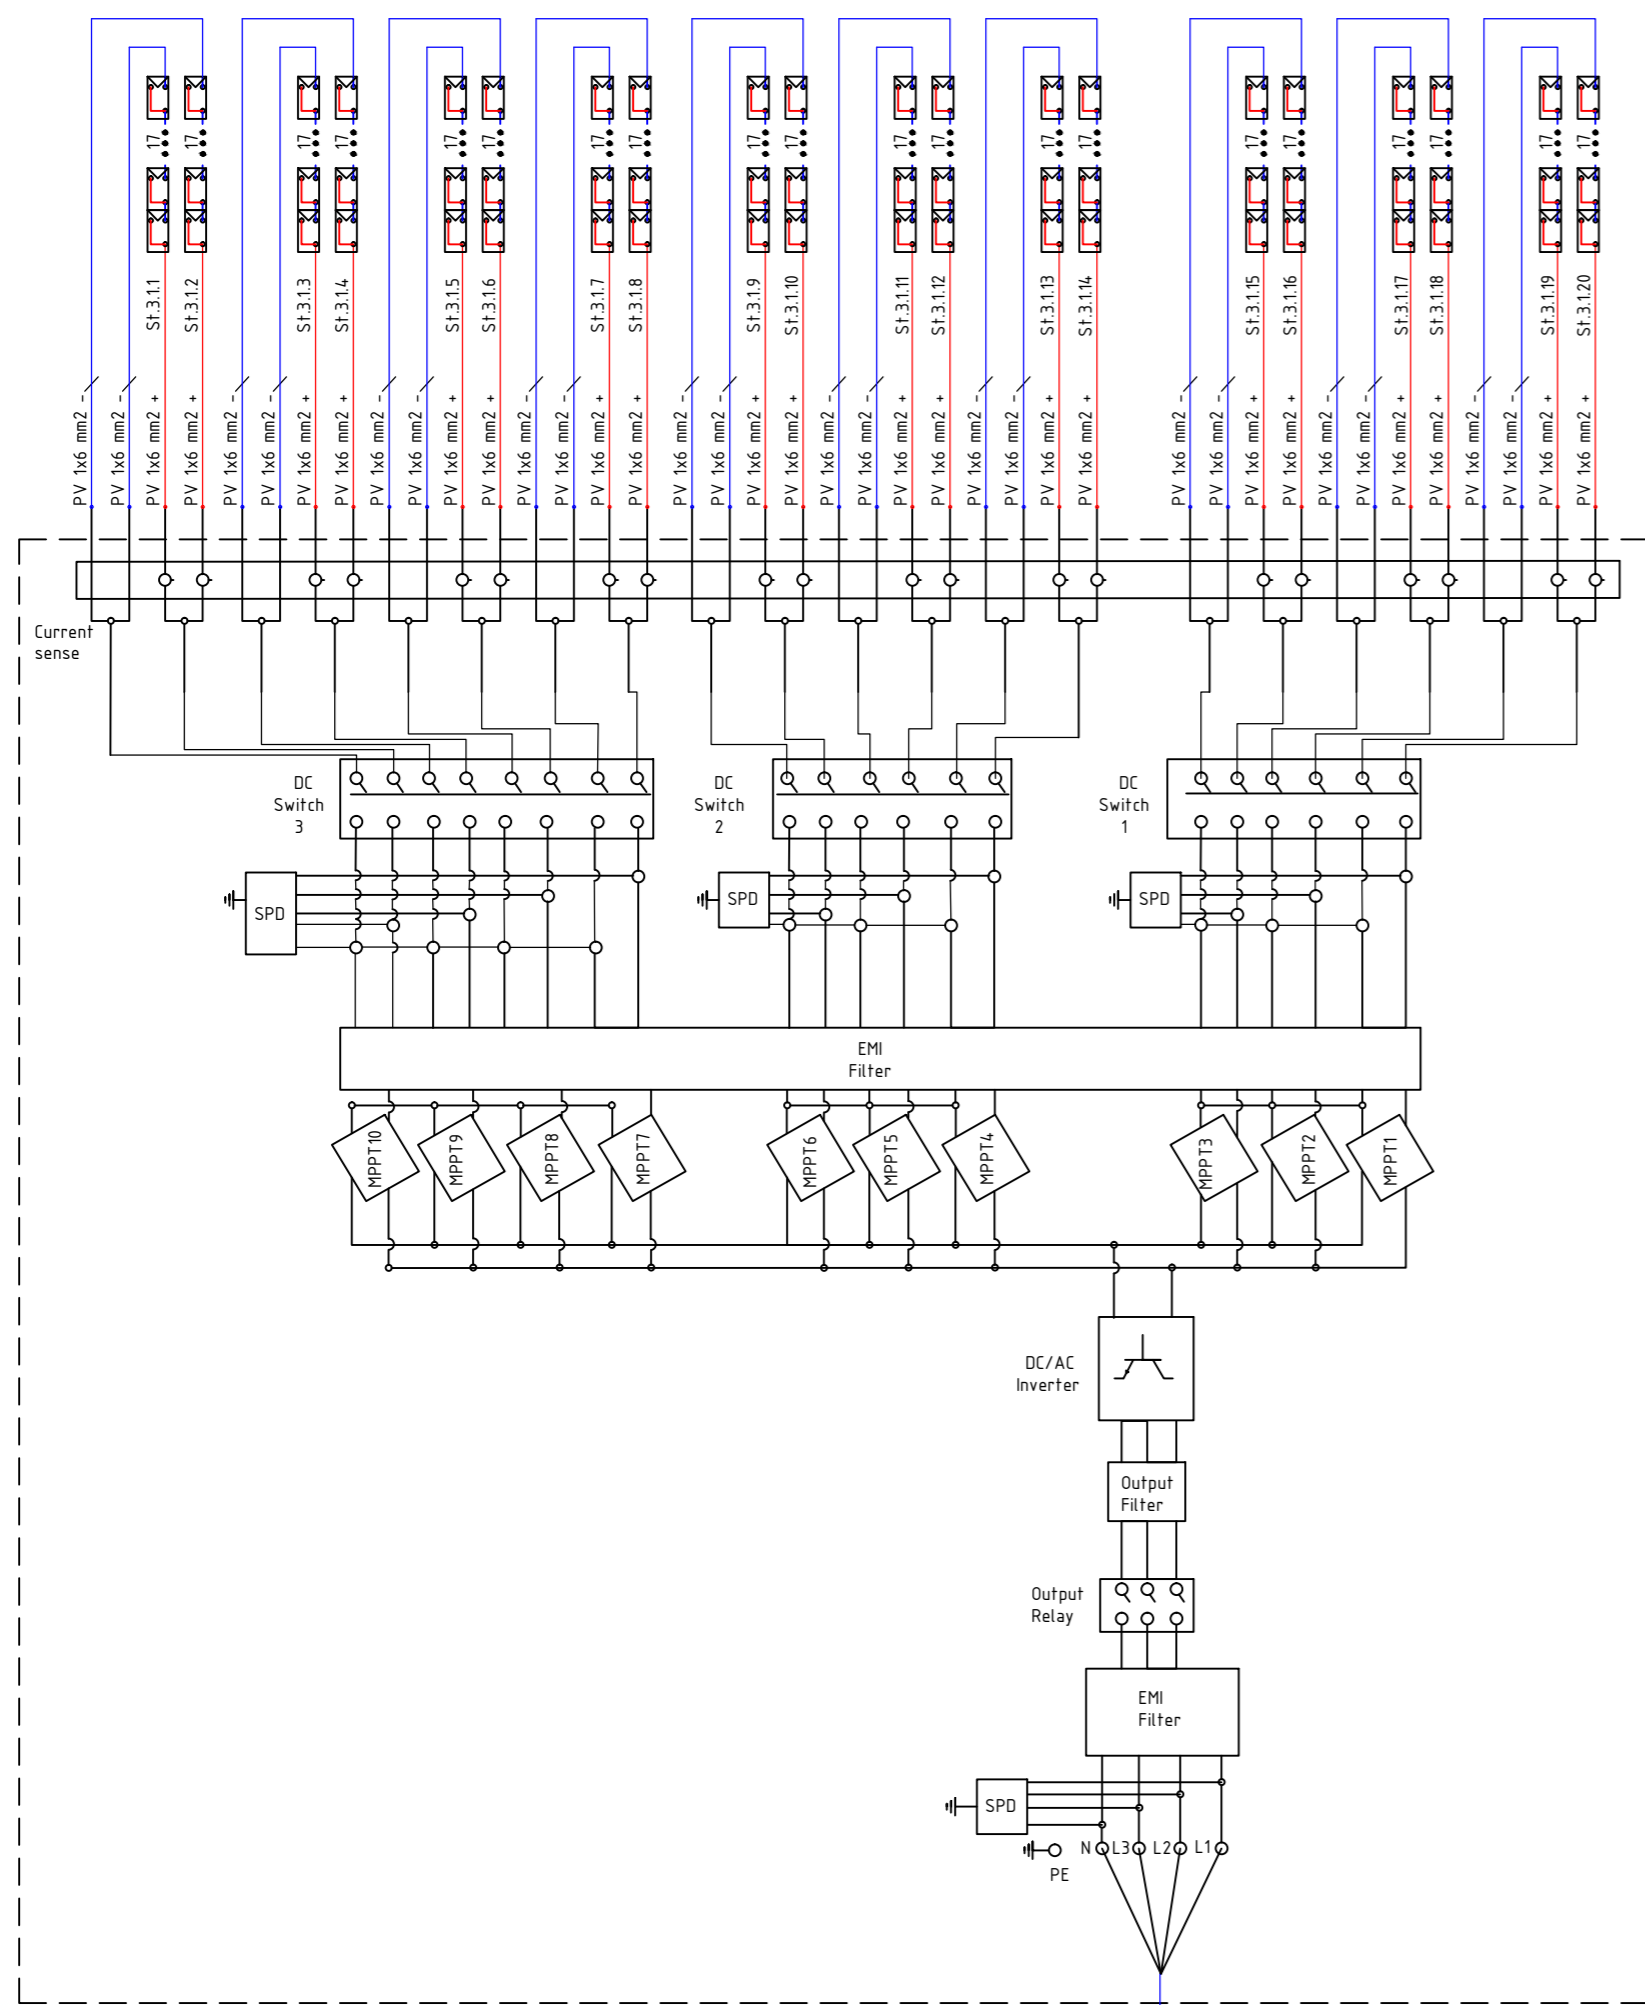 17 17 17 17 17 17 17 17 17 17 17 17 17 17 17 17 17 17 17 17
St.3.1.1
St.3.1.2
St.3.1.3
St.3.1.4
St.3.1.5
St.3.1.6
St.3.1.7
St.3.1.8
St.3.1.9
St.3.1.10
St.3.1.11
St.3.1.12
St.3.1.13
St.3.1.14
St.3.1.15
St.3.1.16
St.3.1.17
St.3.1.18
St.3.1.19
St.3.1.20
PV 1x6 mm2 -
PV 1x6 mm2 -
PV 1x6 mm2 +
PV 1x6 mm2 +
PV 1x6 mm2 -
PV 1x6 mm2 -
PV 1x6 mm2 +
PV 1x6 mm2 +
PV 1x6 mm2 -
PV 1x6 mm2 -
PV 1x6 mm2 +
PV 1x6 mm2 +
PV 1x6 mm2 -
PV 1x6 mm2 -
PV 1x6 mm2 +
PV 1x6 mm2 +
PV 1x6 mm2 -
PV 1x6 mm2 -
PV 1x6 mm2 +
PV 1x6 mm2 +
PV 1x6 mm2 -
PV 1x6 mm2 -
PV 1x6 mm2 +
PV 1x6 mm2 +
PV 1x6 mm2 -
PV 1x6 mm2 -
PV 1x6 mm2 +
PV 1x6 mm2 +
PV 1x6 mm2 -
PV 1x6 mm2 -
PV 1x6 mm2 +
PV 1x6 mm2 +
PV 1x6 mm2 -
PV 1x6 mm2 -
PV 1x6 mm2 +
PV 1x6 mm2 +
PV 1x6 mm2 -
PV 1x6 mm2 -
PV 1x6 mm2 +
PV 1x6 mm2 +
Current
sense
DC
Switch
3
DC
Switch
2
DC
Switch
1
SPD
SPD
SPD
EMI
Filter
MPPT10
MPPT9
MPPT8
MPPT7
MPPT6
MPPT5
MPPT4
MPPT3
MPPT2
MPPT1
DC/AC
Inverter
Output
Filter
Output
Relay
EMI
Filter
SPD
N L3 L2 L1
PE